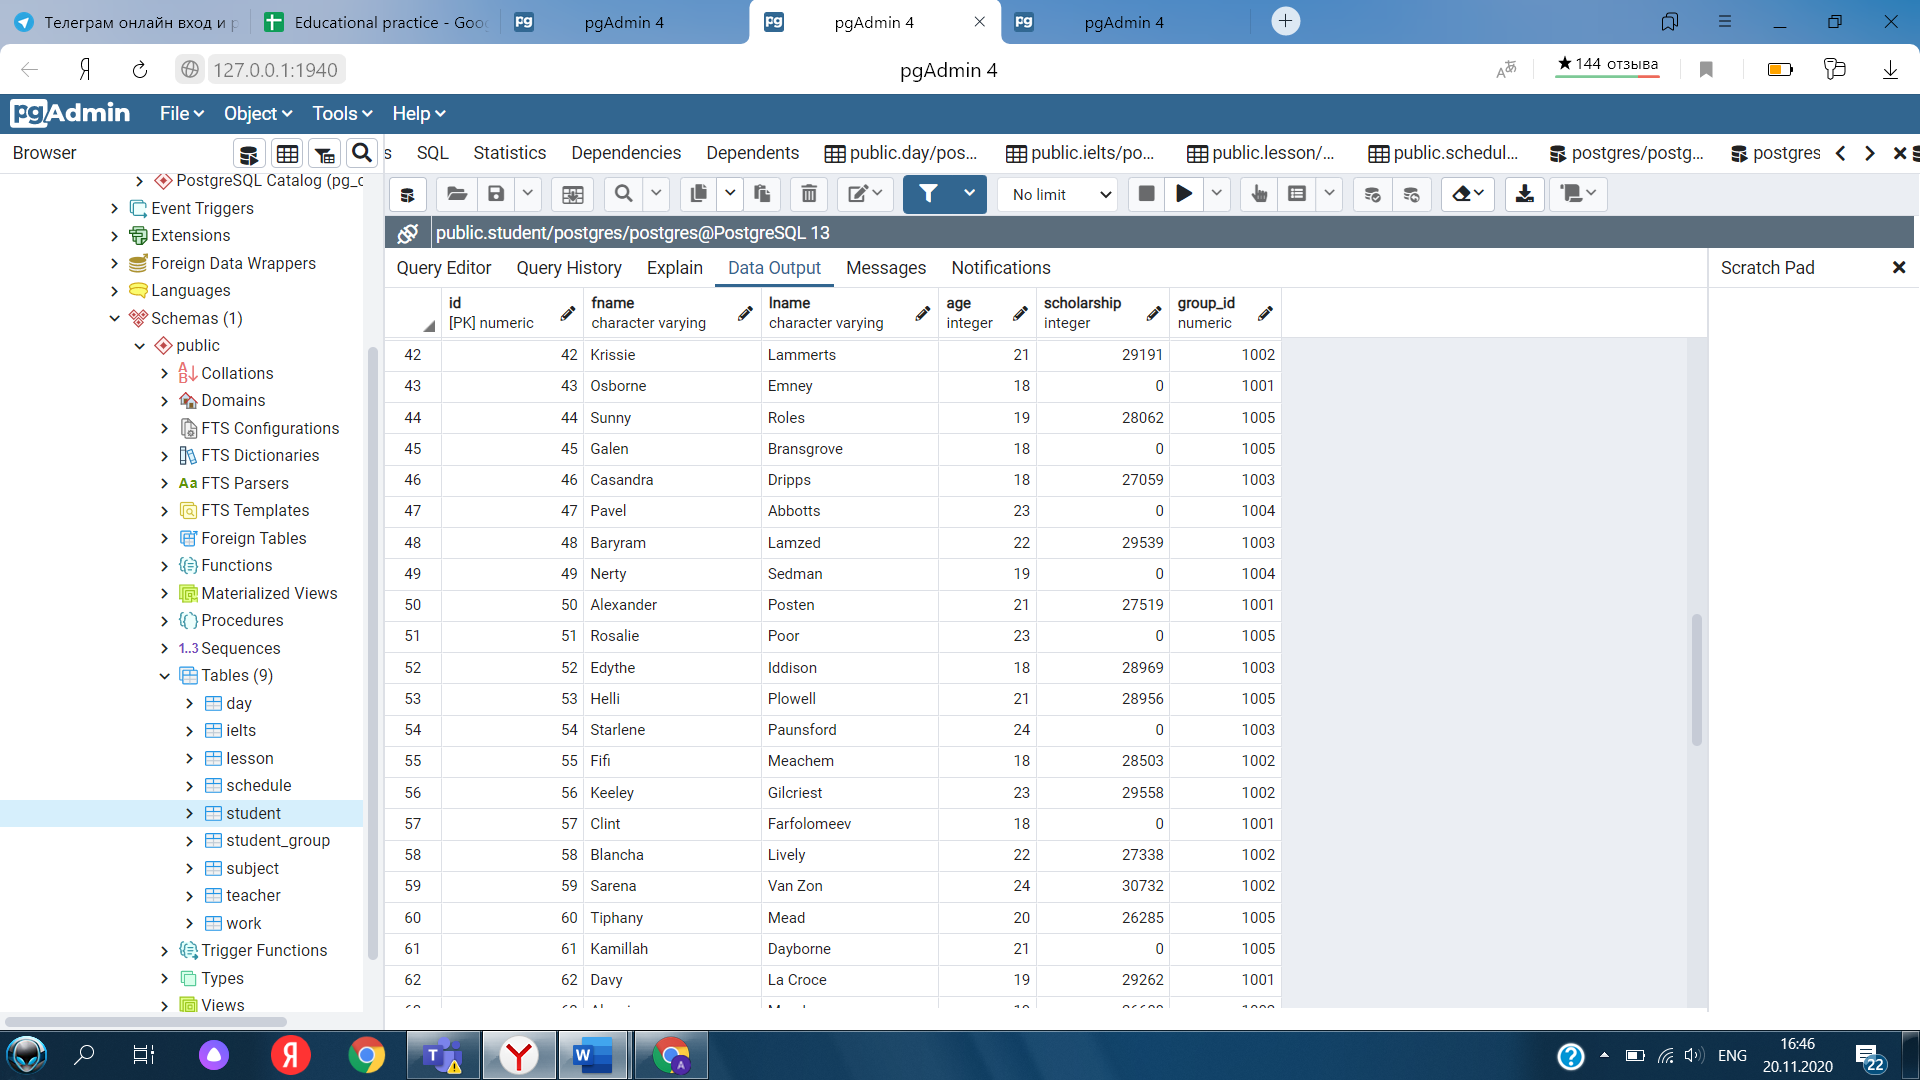 Телеграм онлайн вход и р
Educational practice - Goo
pgAdmin 4
pgAdmin 4
pgAdmin 4
127.0.0.1:1940
pgAdmin 4
★144 отзыва
pgAdmin
File
Object
Tools
Help
Browser
s
SQL
Statistics
Dependencies
Dependents
public.day/pos...
public.ielts/po...
public.lesson/...
public.schedul...
postgres/postg...
postgres
PostgreSQL Catalog (pg_c
Event Triggers
Extensions
Foreign Data Wrappers
Languages
Schemas (1)
public
Collations
Domains
FTS Configurations
FTS Dictionaries
Aa FTS Parsers
FTS Templates
Foreign Tables
Functions
Materialized Views
Procedures
1..3 Sequences
Tables (9)
day
ielts
lesson
schedule
student
student_group
subject
teacher
work
Trigger Functions
Types
Views
No limit
public.student/postgres/postgres@PostgreSQL 13
Query Editor
Query History
Explain
Data Output
Messages
Notifications
Scratch Pad
id fname lname age scholarship group_id
[PK] numeric character varying character varying integer integer numeric
42 42 Krissie Lammerts 21 29191 1002
43 43 Osborne Emney 18 0 1001
44 44 Sunny Roles 19 28062 1005
45 45 Galen Bransgrove 18 0 1005
46 46 Casandra Dripps 18 27059 1003
47 47 Pavel Abbotts 23 0 1004
48 48 Baryram Lamzed 22 29539 1003
49 49 Nerty Sedman 19 0 1004
50 50 Alexander Posten 21 27519 1001
51 51 Rosalie Poor 23 0 1005
52 52 Edythe Iddison 18 28969 1003
53 53 Helli Plowell 21 28956 1005
54 54 Starlene Paunsford 24 0 1003
55 55 Fifi Meachem 18 28503 1002
56 56 Keeley Gilcriest 23 29558 1002
57 57 Clint Farfolomeev 18 0 1001
58 58 Blancha Lively 22 27338 1002
59 59 Sarena Van Zon 24 30732 1002
60 60 Tiphany Mead 20 26285 1005
61 61 Kamillah Dayborne 21 0 1005
62 62 Davy La Croce 19 29262 1001
ENG
16:46
20.11.2020
22